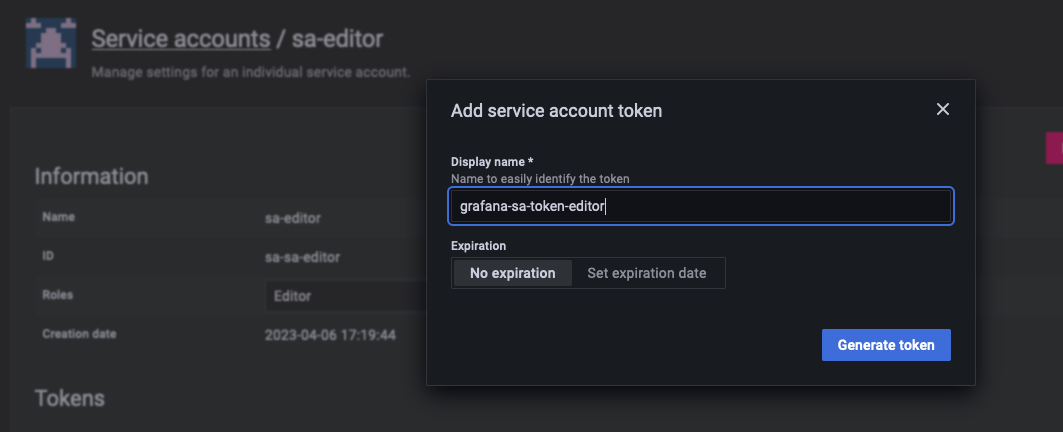 Service accounts / sa-editor
Manage settings for an individual service account.
Add service account token
Display name *
Name to easily identify the token
grafana-sa-token-editor
Expiration
No expiration
Set expiration date
Generate token
Information
Name sa-editor
ID sa-sa-editor
Roles Editor
Creation date 2023-04-06 17:19:44
Tokens